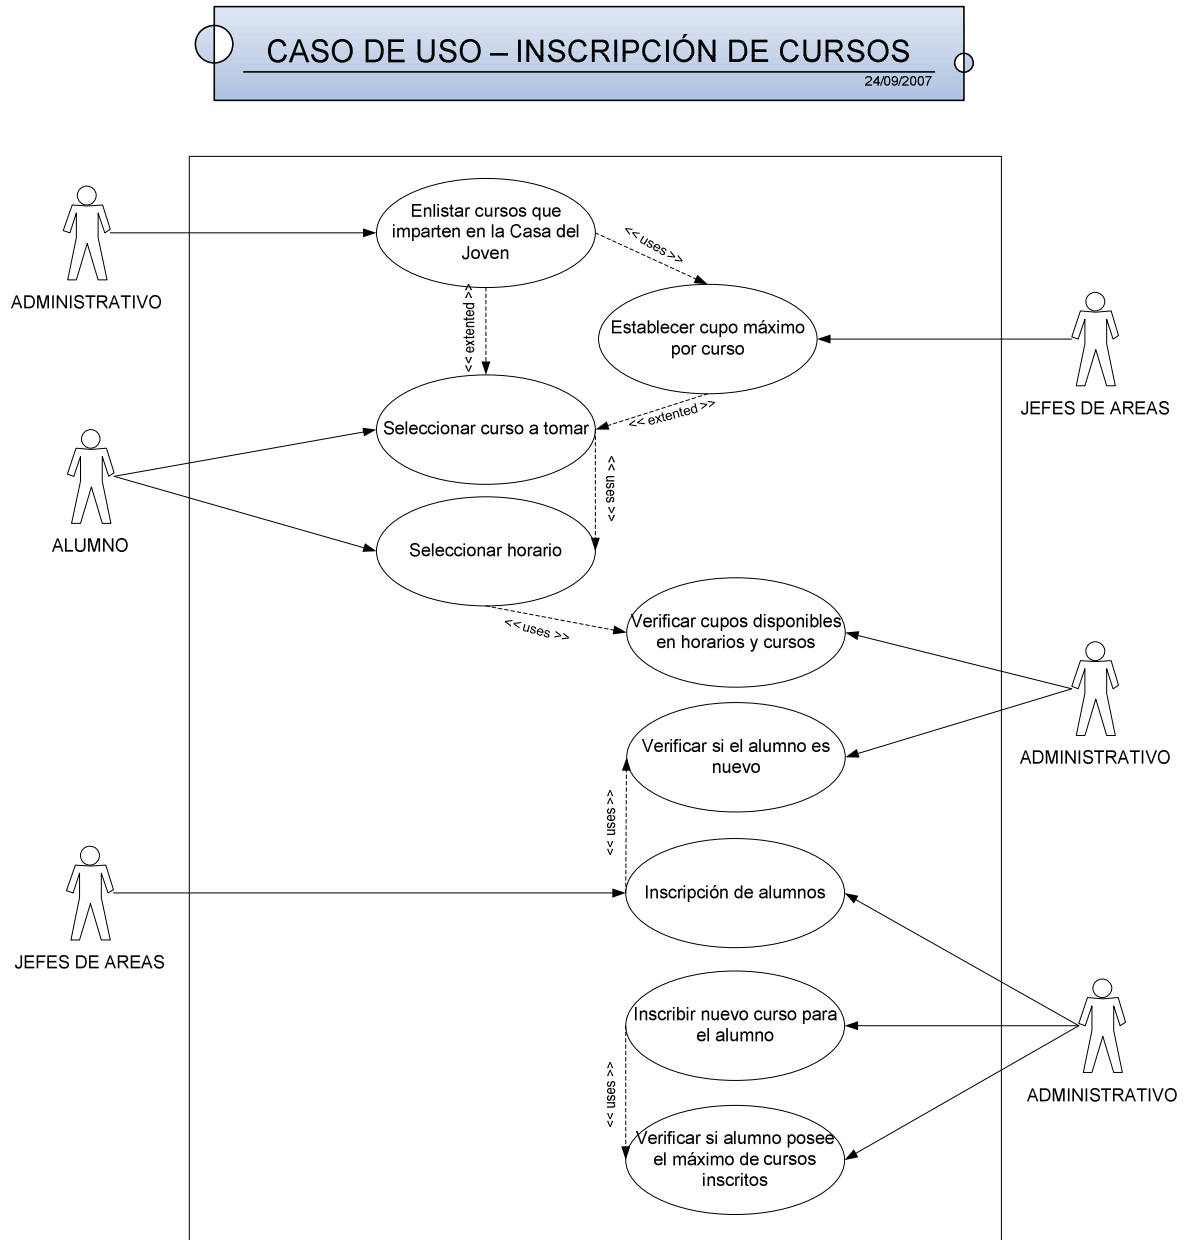 CASO DE USO – INSCRIPCIÓN DE CURSOS
24/09/2007
Enlistar cursos que
imparten en la Casa del
Joven
<< uses >>
ADMINISTRATIVO
<< extented >>
Establecer cupo máximo
por curso
JEFES DE AREAS
<< extented >>
Seleccionar curso a tomar
<< uses >>
ALUMNO
Seleccionar horario
<< uses >>
Verificar cupos disponibles
en horarios y cursos
ADMINISTRATIVO
Verificar si el alumno es
nuevo
<< uses >>
Inscripción de alumnos
JEFES DE AREAS
Inscribir nuevo curso para
el alumno
<< uses >>
ADMINISTRATIVO
Verificar si alumno posee
el máximo de cursos
inscritos